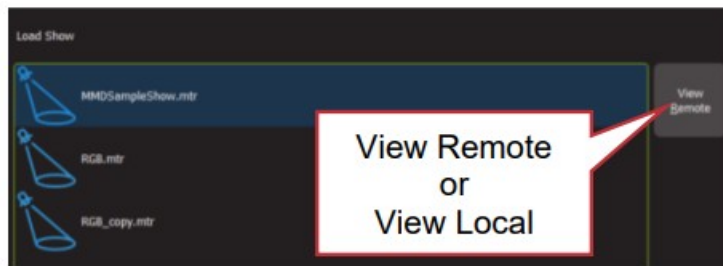 Load Show
MMDSampleShow.mtr
View
Remote
RGB.mtr
View Remote
or
View Local
RGB_copy.mtr